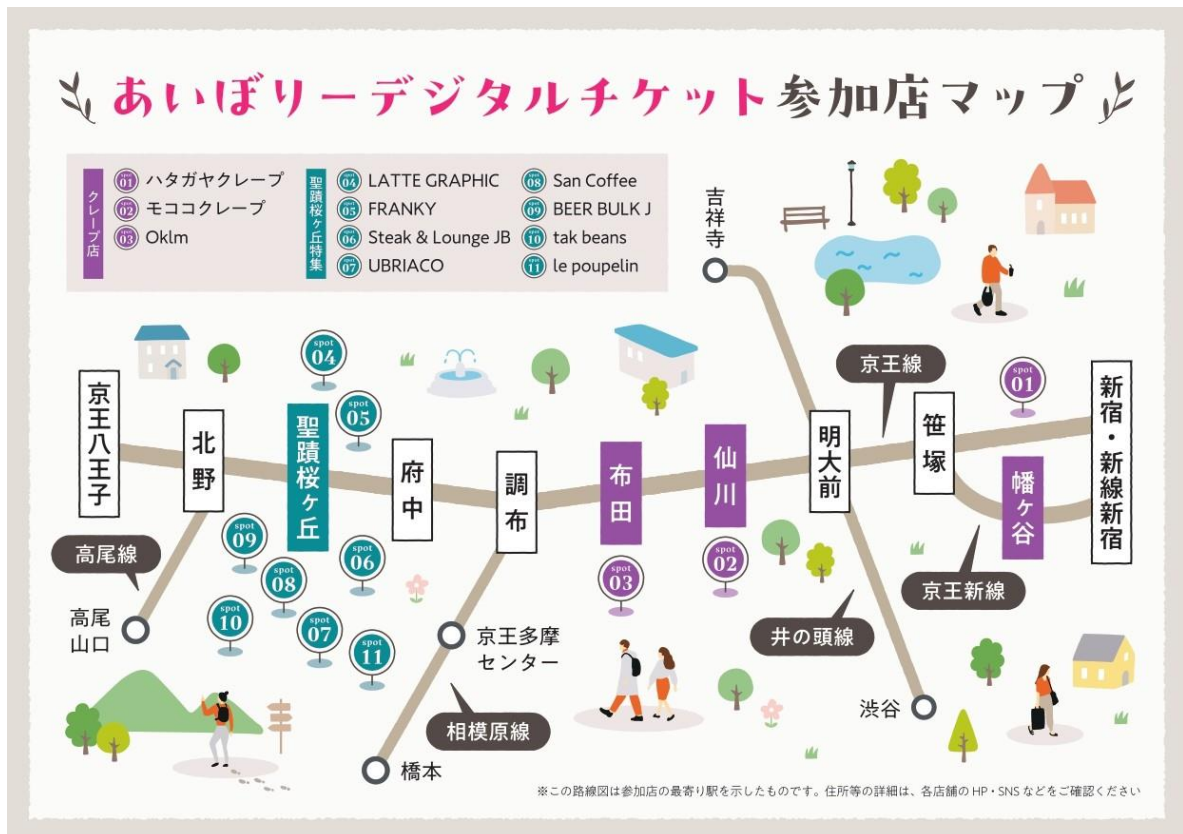 あいぼりーデジタルチケット参加店マップ
クレープ店
spot 01 ハタガヤクレープ
spot 02 モココクレープ
spot 03 Oklm
聖蹟桜ヶ丘特集
spot 04 LATTE GRAPHIC
spot 05 FRANKY
spot 06 Steak & Lounge JB
spot 07 UBRIACO
spot 08 San Coffee
spot 09 BEER BULK J
spot 10 tak beans
spot 11 le poupelin
吉祥寺
京王線
spot 01
spot 04
spot 05
京王八王子
北野
聖蹟桜ヶ丘
府中
調布
布田
仙川
明大前
笹塚
幡ヶ谷
新宿・新線新宿
高尾線
spot 09
spot 08
spot 06
spot 10
spot 07
spot 11
spot 03
spot 02
京王新線
井の頭線
高尾
山口
京王多摩
センター
相模原線
橋本
渋谷
※この路線図は参加店の最寄り駅を示したものです。住所等の詳細は、各店舗の HP・SNS などをご確認ください